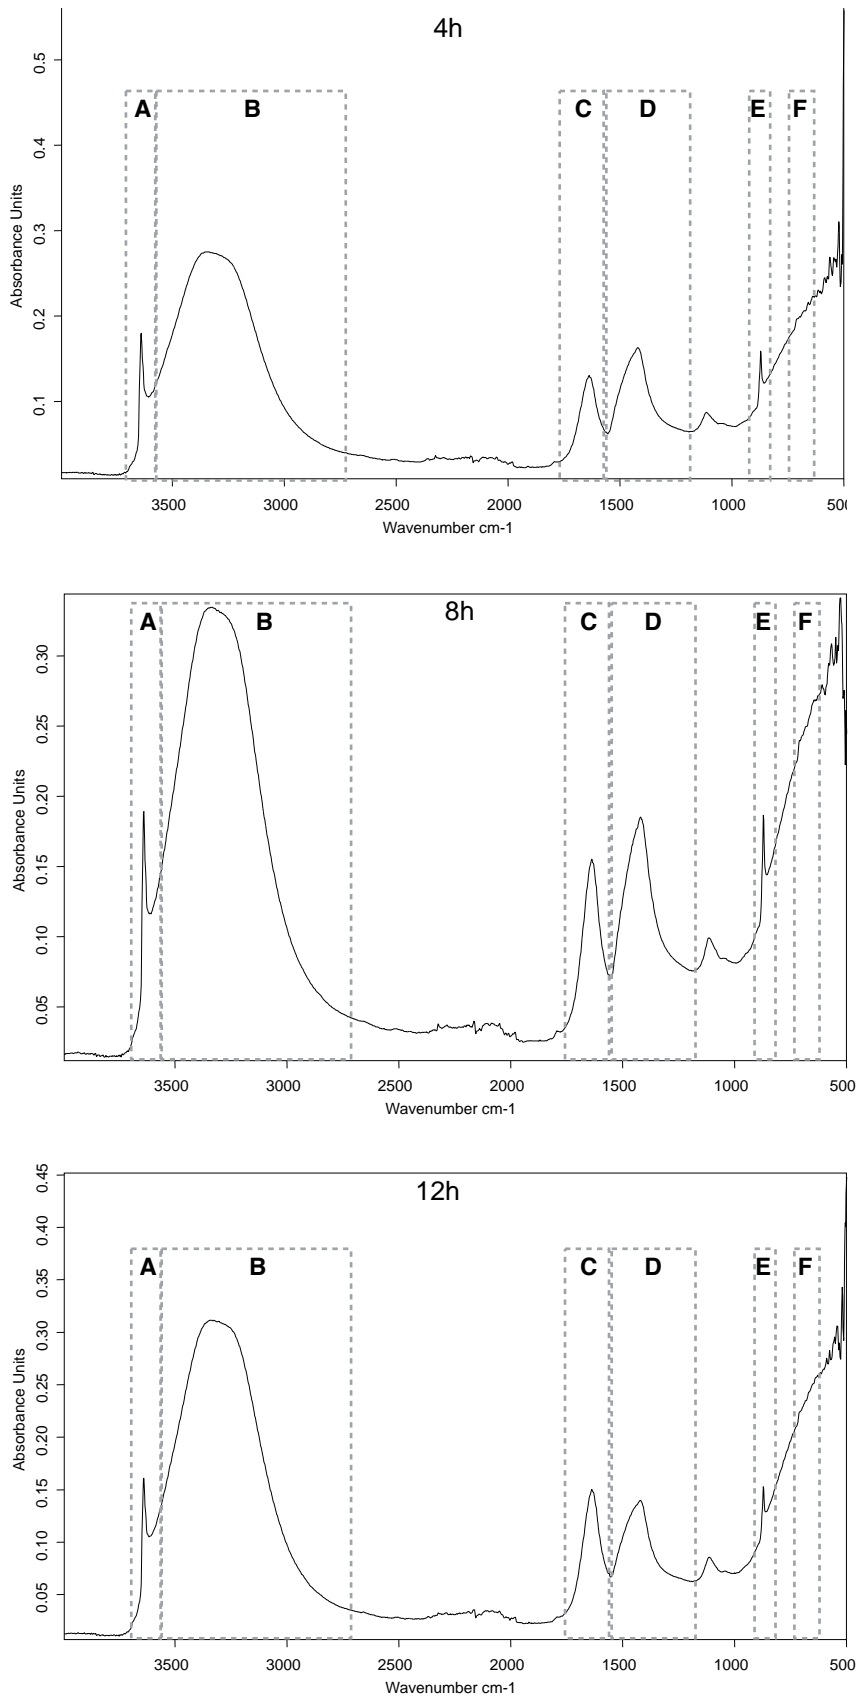 4h
A B C D E F
0.5
0.4
0.3
0.2
0.1
Absorbance Units
3500 3000 2500 2000 1500 1000 500
Wavenumber cm-1
8h
A B C D E F
0.30
0.25
0.20
0.15
0.10
0.05
Absorbance Units
3500 3000 2500 2000 1500 1000 500
Wavenumber cm-1
12h
A B C D E F
0.45
0.40
0.35
0.30
0.25
0.20
0.15
0.10
0.05
Absorbance Units
3500 3000 2500 2000 1500 1000 500
Wavenumber cm-1